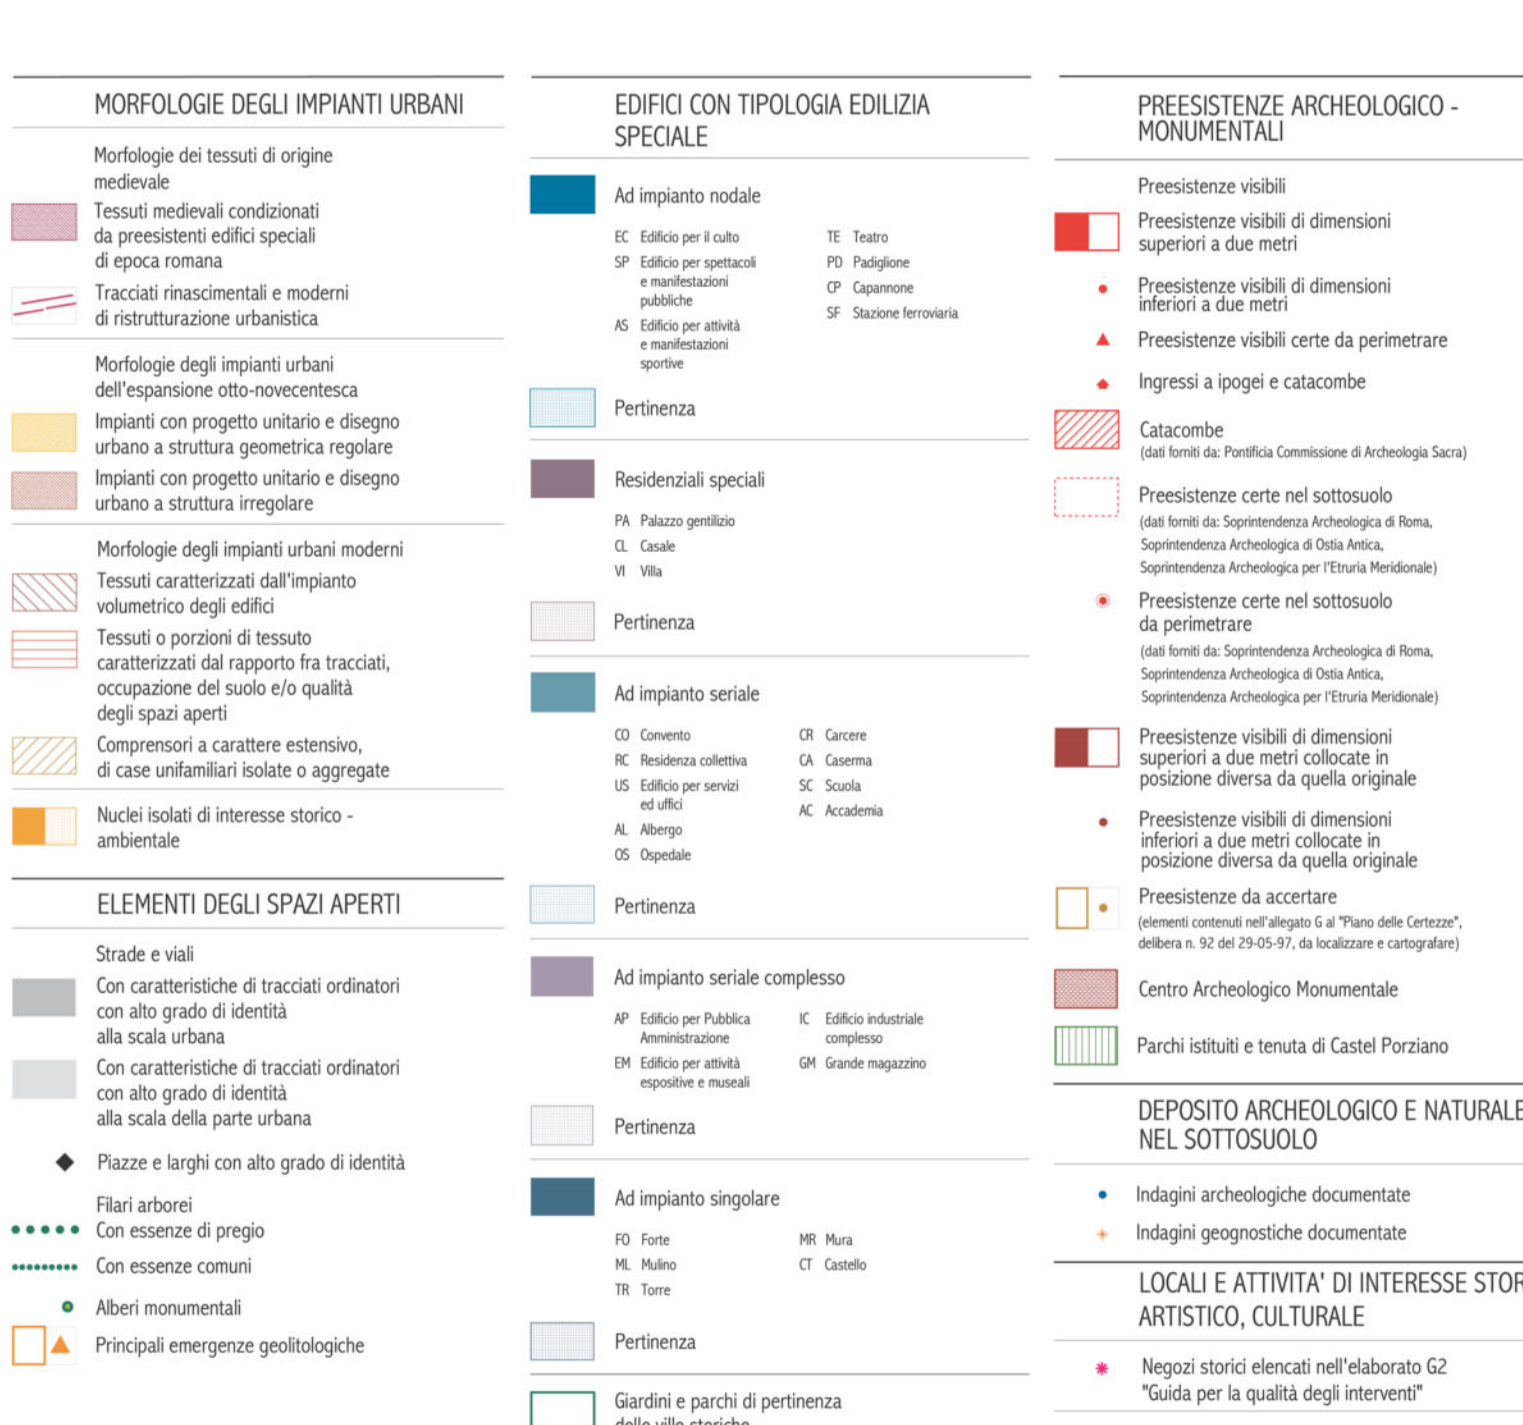 MORFOLOGIE DEGLI IMPIANTI URBANI
Morfologie dei tessuti di origine
medievale
Tessuti medievali condizionati
da preesistenti edifici speciali
di epoca romana
Tracciati rinascimentali e moderni
di ristrutturazione urbanistica
Morfologie degli impianti urbani
dell'espansione otto-novecentesca
Impianti con progetto unitario e disegno
urbano a struttura geometrica regolare
Impianti con progetto unitario e disegno
urbano a struttura irregolare
Morfologie degli impianti urbani moderni
Tessuti caratterizzati dall'impianto
volumetrico degli edifici
Tessuti o porzioni di tessuto
caratterizzati dal rapporto fra tracciati,
occupazione del suolo e/o qualità
degli spazi aperti
Comprensori a carattere estensivo,
di case unifamiliari isolate o aggregate
Nuclei isolati di interesse storico -
ambientale
ELEMENTI DEGLI SPAZI APERTI
Strade e viali
Con caratteristiche di tracciati ordinatori
con alto grado di identità
alla scala urbana
Con caratteristiche di tracciati ordinatori
con alto grado di identità
alla scala della parte urbana
Piazze e larghi con alto grado di identità
Filari arborei
Con essenze di pregio
Con essenze comuni
Alberi monumentali
Principali emergenze geolitologiche
EDIFICI CON TIPOLOGIA EDILIZIA
SPECIALE
Ad impianto nodale
EC Edificio per il culto
SP Edificio per spettacoli
e manifestazioni
pubbliche
AS Edificio per attività
e manifestazioni
sportive
TE Teatro
PD Padiglione
CP Capannone
SF Stazione ferroviaria
Pertinenza
Residenziali speciali
PA Palazzo gentilizio
CL Casale
VI Villa
Pertinenza
Ad impianto seriale
CO Convento
RC Residenza collettiva
US Edificio per servizi
ed uffici
AL Albergo
OS Ospedale
CR Carcere
CA Caserma
SC Scuola
AC Accademia
Pertinenza
Ad impianto seriale complesso
AP Edificio per Pubblica
Amministrazione
EM Edificio per attività
espositive e museali
IC Edificio industriale
complesso
GM Grande magazzino
Pertinenza
Ad impianto singolare
FO Forte
ML Mulino
TR Torre
MR Mura
CT Castello
Pertinenza
Giardini e parchi di pertinenza
delle ville storiche
PREESISTENZE ARCHEOLOGICO -
MONUMENTALI
Preesistenze visibili
Preesistenze visibili di dimensioni
superiori a due metri
Preesistenze visibili di dimensioni
inferiori a due metri
Preesistenze visibili certe da perimetrare
Ingressi a ipogei e catacombe
Catacombe
(dati forniti da: Pontificia Commissione di Archeologia Sacra)
Preesistenze certe nel sottosuolo
(dati forniti da: Soprintendenza Archeologica di Roma,
Soprintendenza Archeologica di Ostia Antica,
Soprintendenza Archeologica per l'Etruria Meridionale)
Preesistenze certe nel sottosuolo
da perimetrare
(dati forniti da: Soprintendenza Archeologica di Roma,
Soprintendenza Archeologica di Ostia Antica,
Soprintendenza Archeologica per l'Etruria Meridionale)
Preesistenze visibili di dimensioni
superiori a due metri collocate in
posizione diversa da quella originale
Preesistenze visibili di dimensioni
inferiori a due metri collocate in
posizione diversa da quella originale
Preesistenze da accertare
(elementi contenuti nell'allegato G al "Piano delle Certezze",
delibera n. 92 del 29-05-97, da localizzare e cartografare)
Centro Archeologico Monumentale
Parchi istituiti e tenuta di Castel Porziano
DEPOSITO ARCHEOLOGICO E NATURALE
NEL SOTTOSUOLO
Indagini archeologiche documentate
Indagini geognostiche documentate
LOCALI E ATTIVITA' DI INTERESSE STOR
ARTISTICO, CULTURALE
Negozi storici elencati nell'elaborato G2
"Guida per la qualità degli interventi"